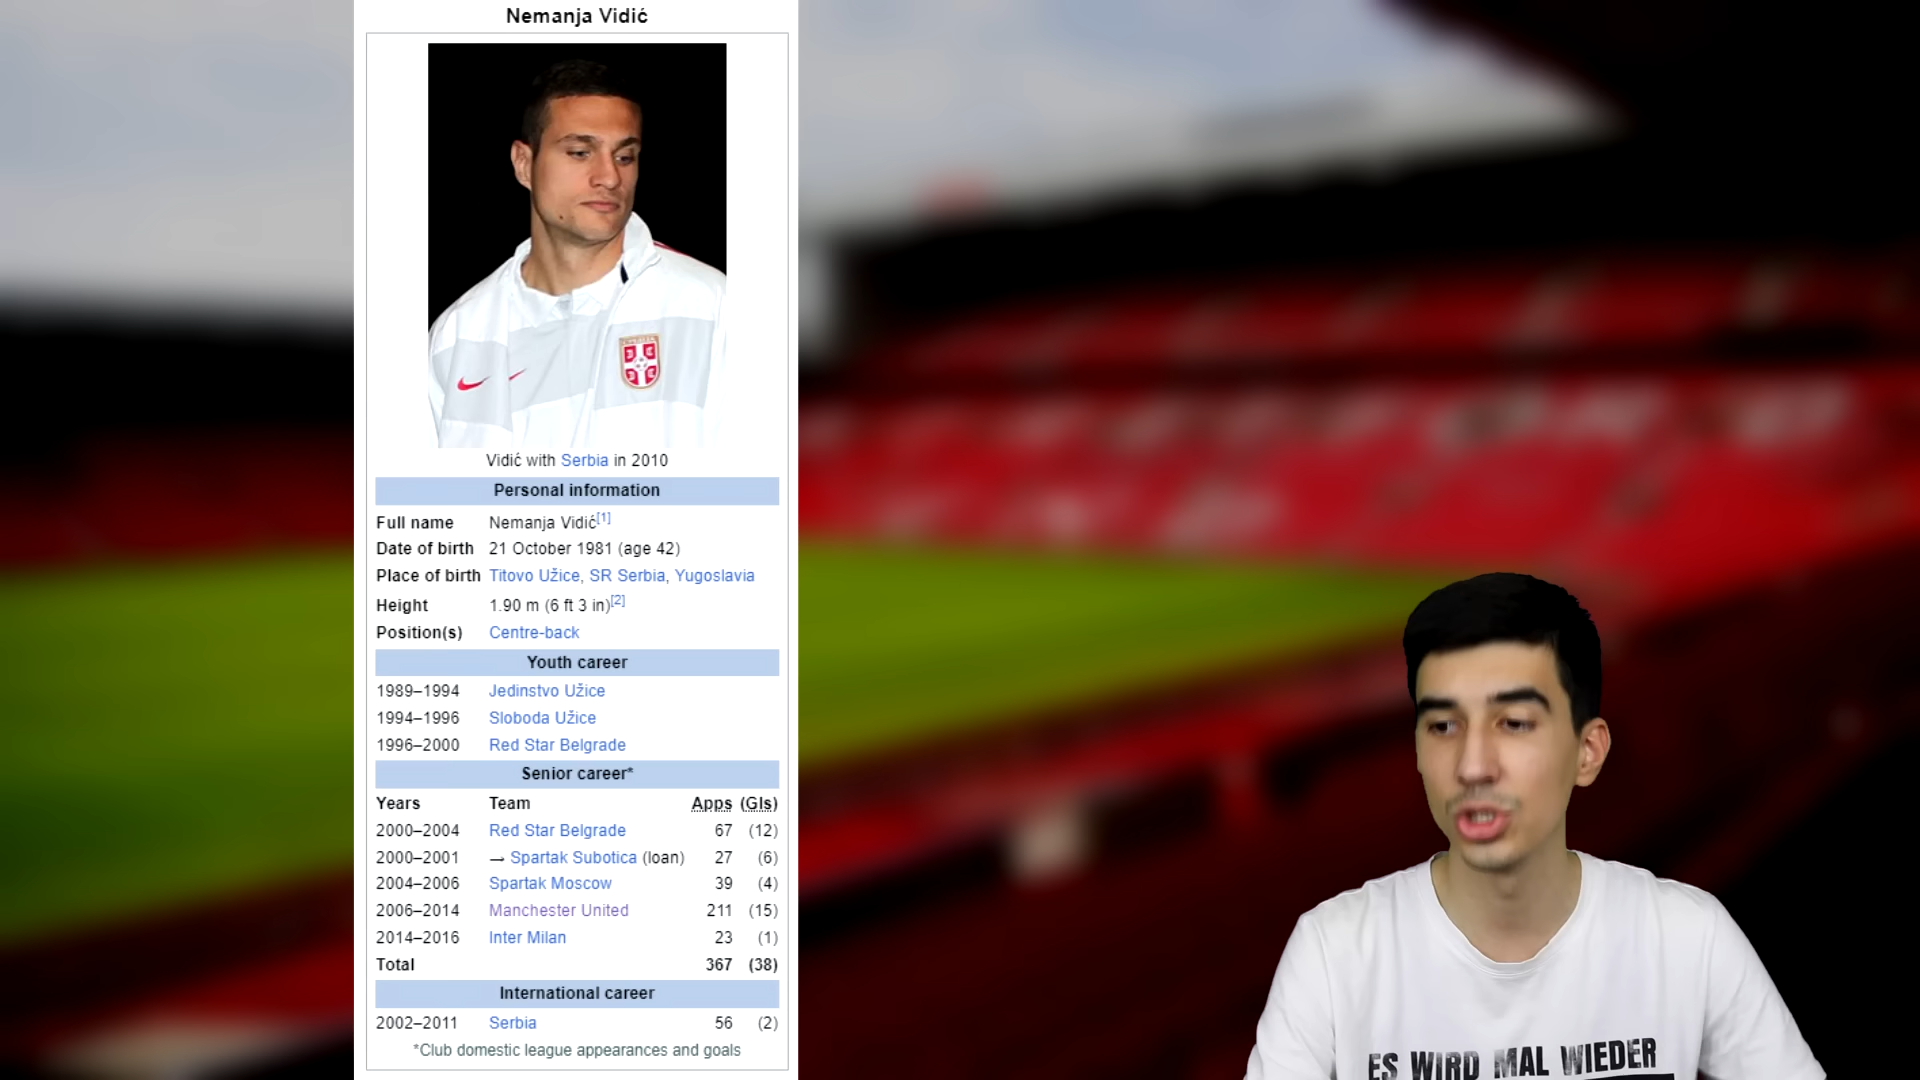 Nemanja Vidić
Vidić with Serbia in 2010
Personal information
Full name Nemanja Vidić[1]
Date of birth 21 October 1981 (age 42)
Place of birth Titovo Užice, SR Serbia, Yugoslavia
Height 1.90 m (6 ft 3 in)[2]
Position(s) Centre-back
Youth career
1989–1994 Jedinstvo Užice
1994–1996 Sloboda Užice
1996–2000 Red Star Belgrade
Senior career*
Years Team Apps (Gls)
2000–2004 Red Star Belgrade 67 (12)
2000–2001 → Spartak Subotica (loan) 27 (6)
2004–2006 Spartak Moscow 39 (4)
2006–2014 Manchester United 211 (15)
2014–2016 Inter Milan 23 (1)
Total 367 (38)
International career
2002–2011 Serbia 56 (2)
*Club domestic league appearances and goals
ES WIRD MAL WIEDER